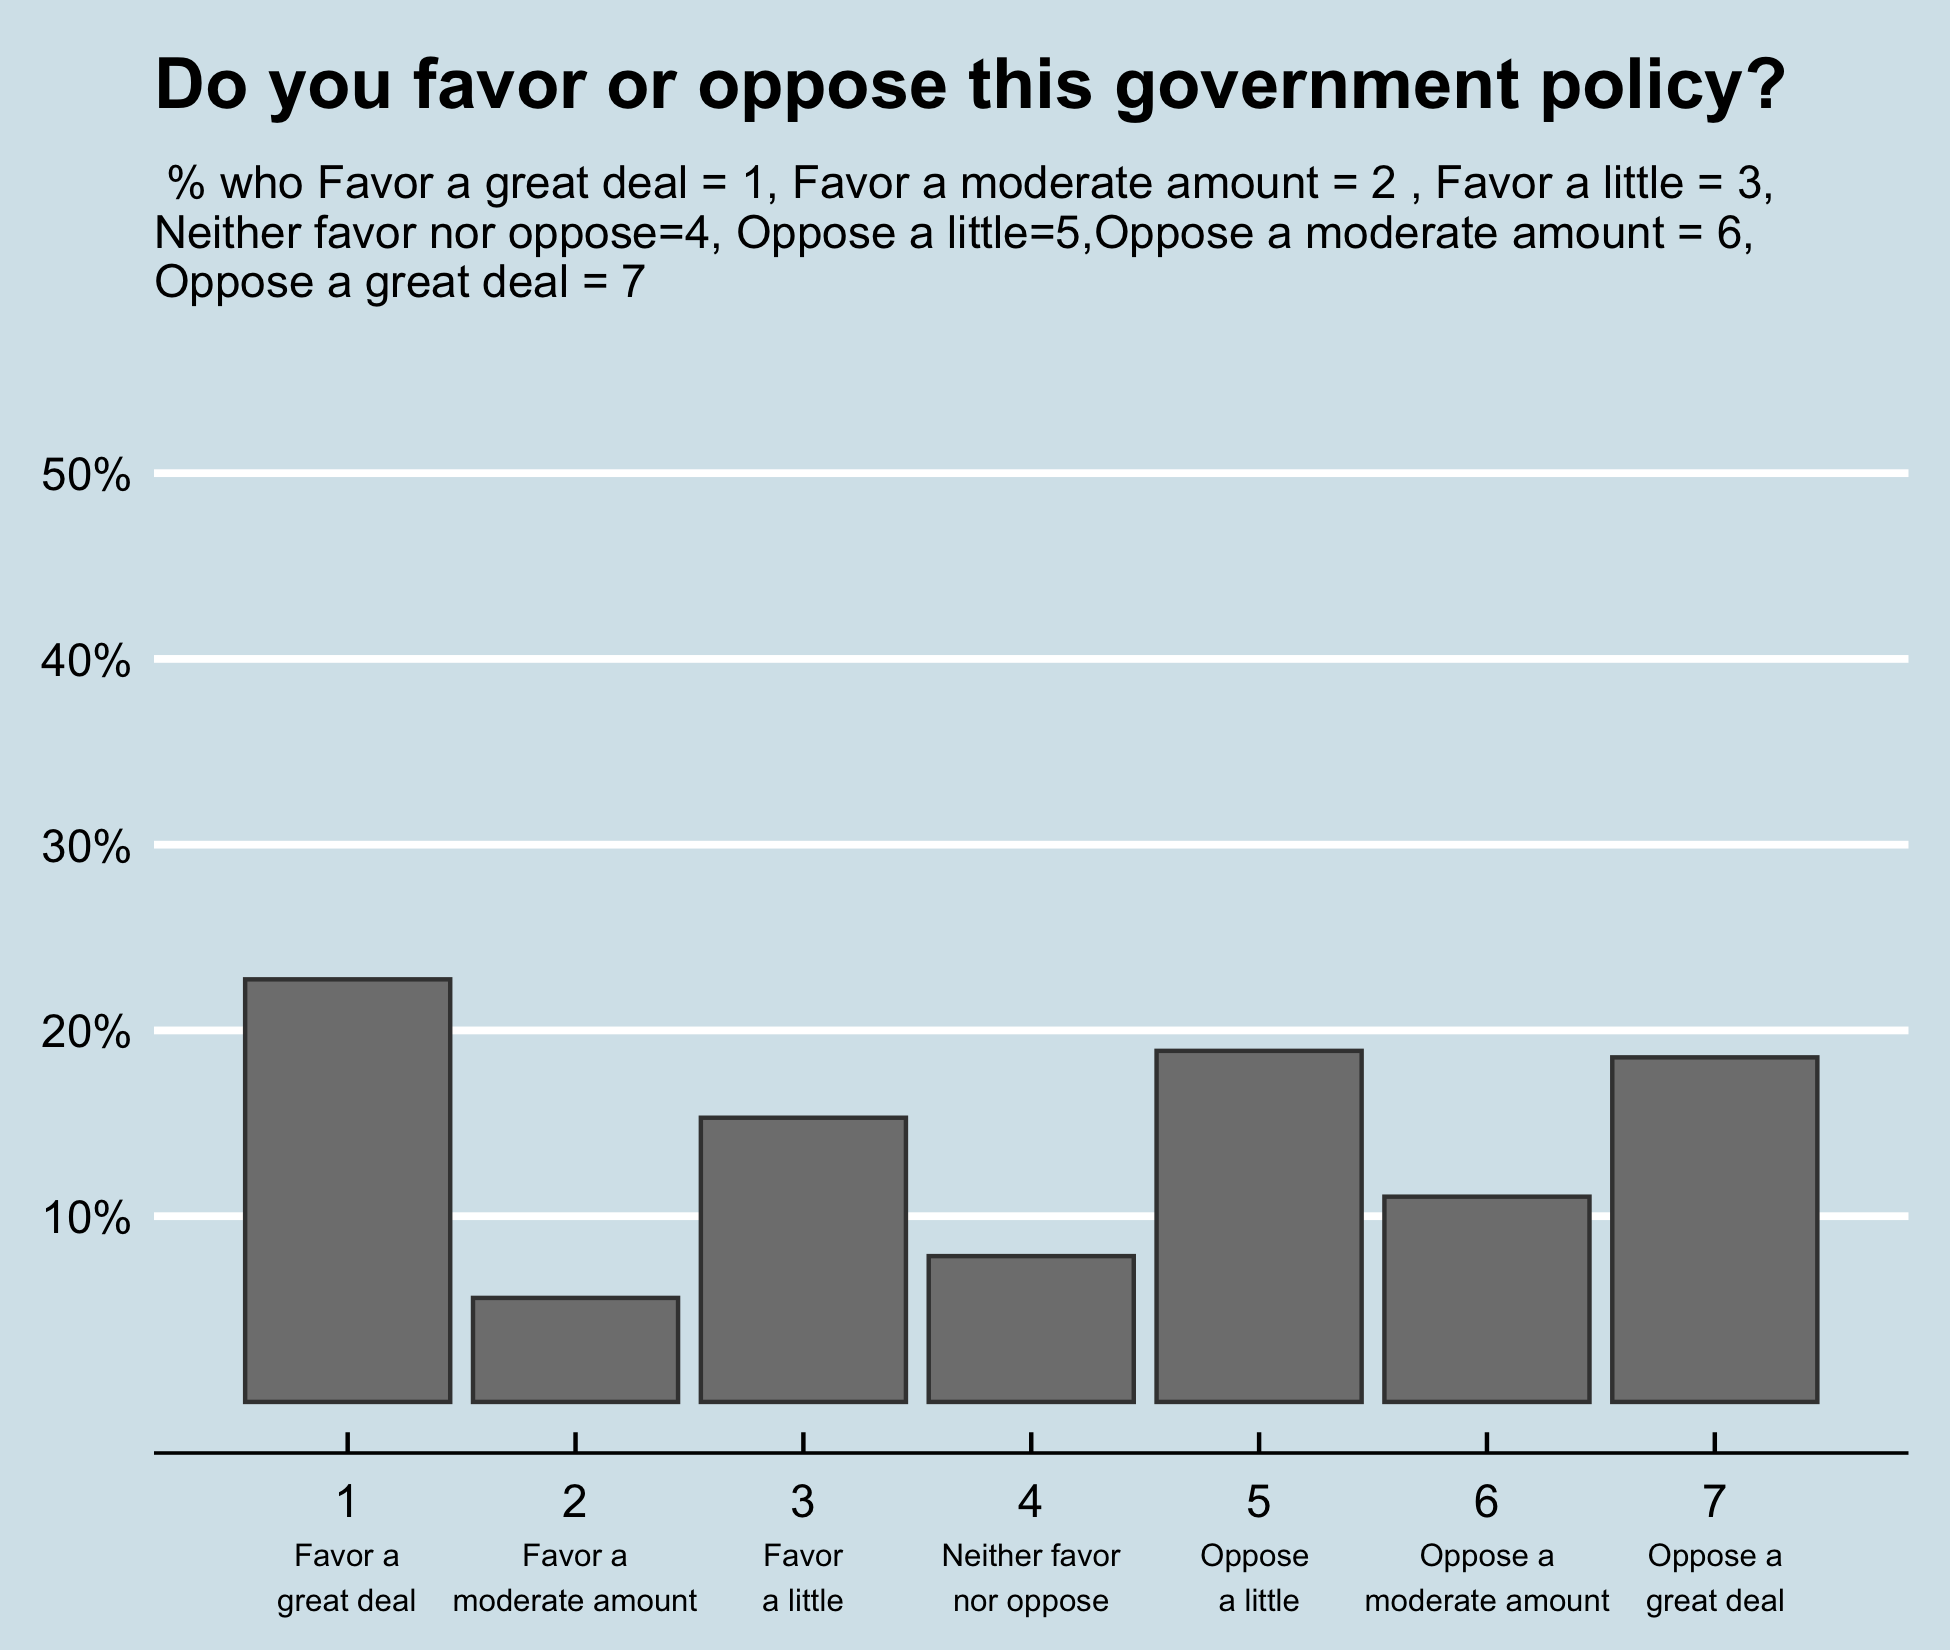 Do you favor or oppose this government policy?
% who Favor a great deal = 1, Favor a moderate amount = 2 , Favor a little = 3,
Neither favor nor oppose=4, Oppose a little=5,Oppose a moderate amount = 6,
Oppose a great deal = 7
50%
40%
30%
20%
10%
1 2 3 4 5 6 7
Favor a Favor a Favor Neither favor Oppose Oppose a Oppose a
great deal moderate amount a little nor oppose a little moderate amount great deal